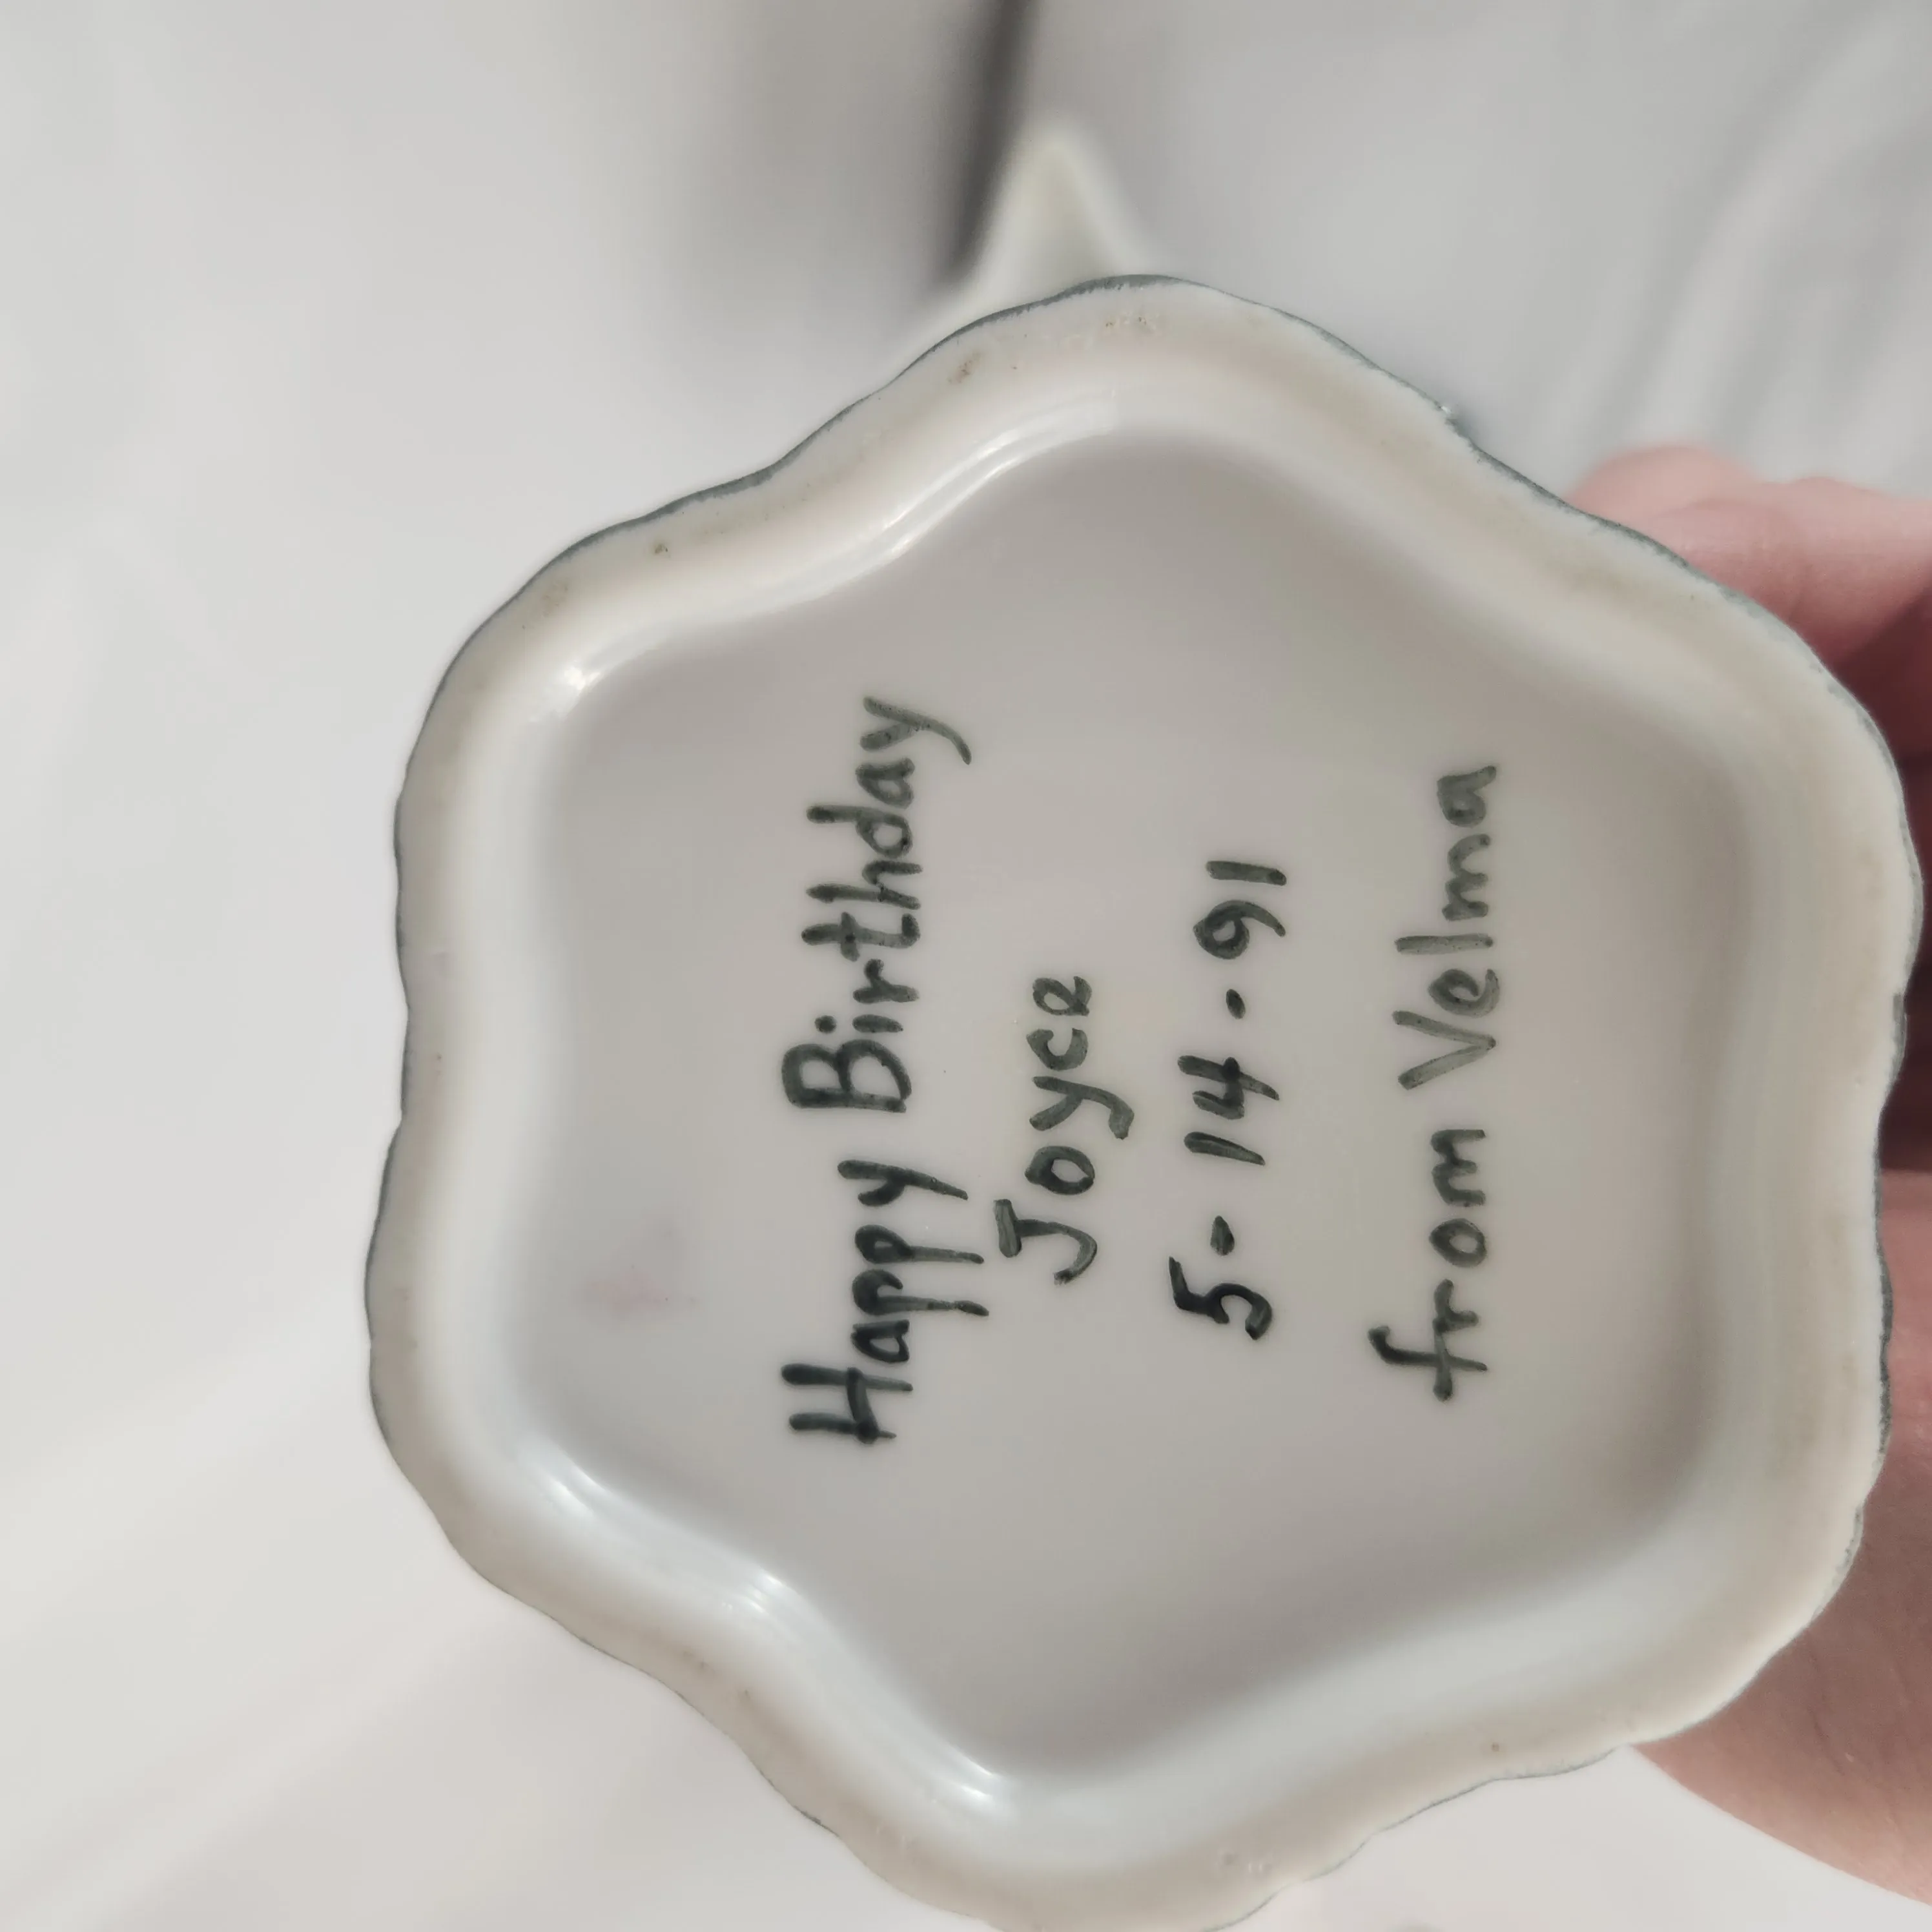 Happy Birthday
Joyce
5-14-91
from Velma